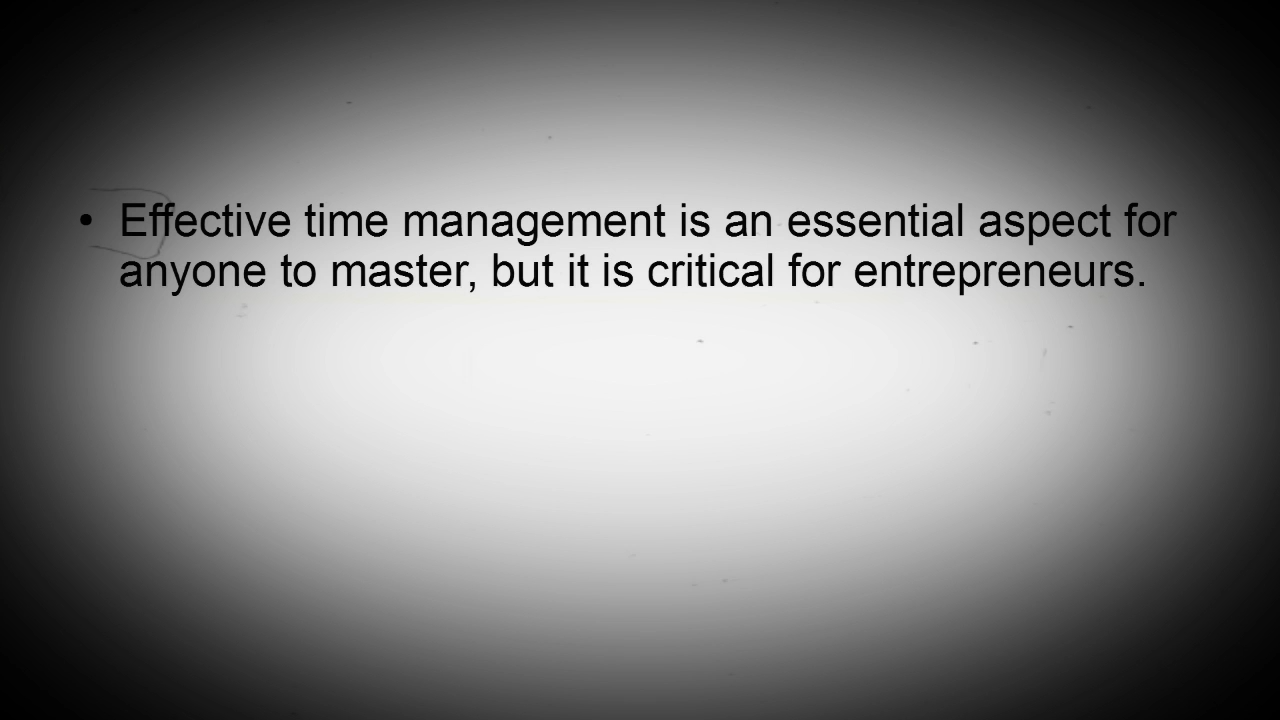 • Effective time management is an essential aspect for
anyone to master, but it is critical for entrepreneurs.